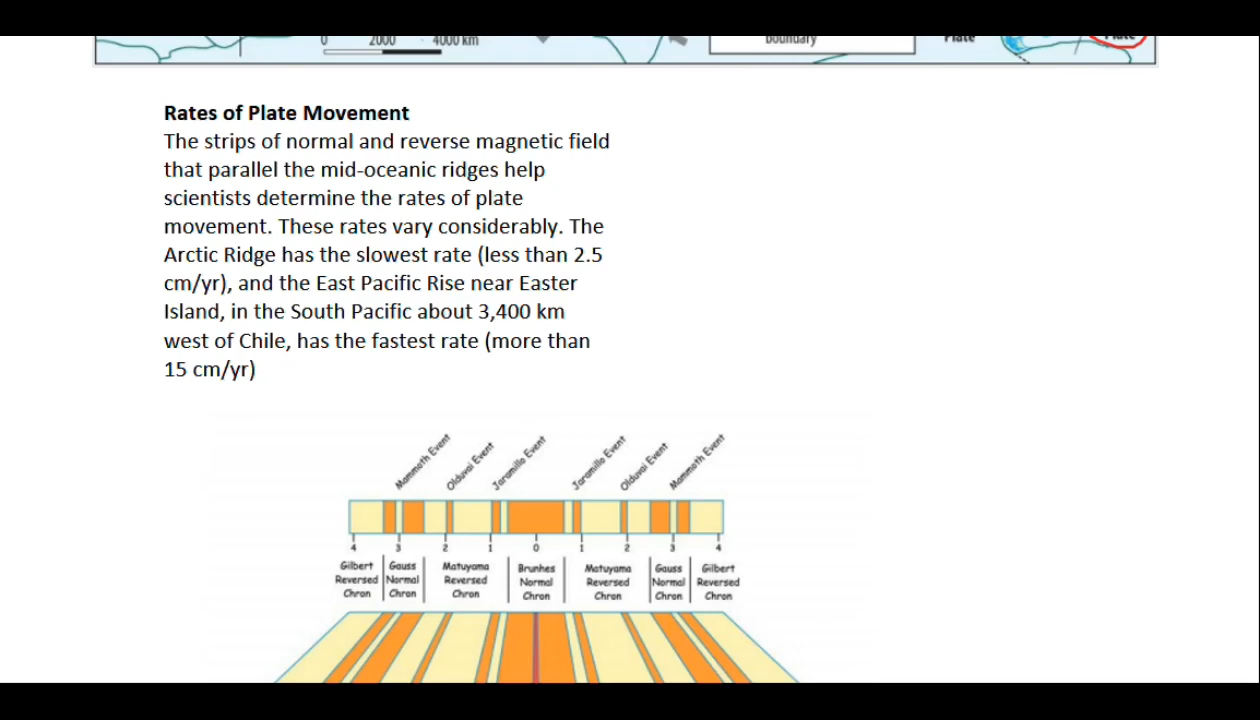 0 2000 4000 km
boundary
Plate
Plate
Rates of Plate Movement
The strips of normal and reverse magnetic field
that parallel the mid-oceanic ridges help
scientists determine the rates of plate
movement. These rates vary considerably. The
Arctic Ridge has the slowest rate (less than 2.5
cm/yr), and the East Pacific Rise near Easter
Island, in the South Pacific about 3,400 km
west of Chile, has the fastest rate (more than
15 cm/yr)
Mammoth Event
Olduvai Event
Jaramillo Event
Jaramillo Event
Olduvai Event
Mammoth Event
4 3 2 1 0 1 2 3 4
Gilbert Gauss Matuyama Brunhes Matuyama Gauss Gilbert
Reversed Normal Reversed Normal Reversed Normal Reversed
Chron Chron Chron Chron Chron Chron Chron